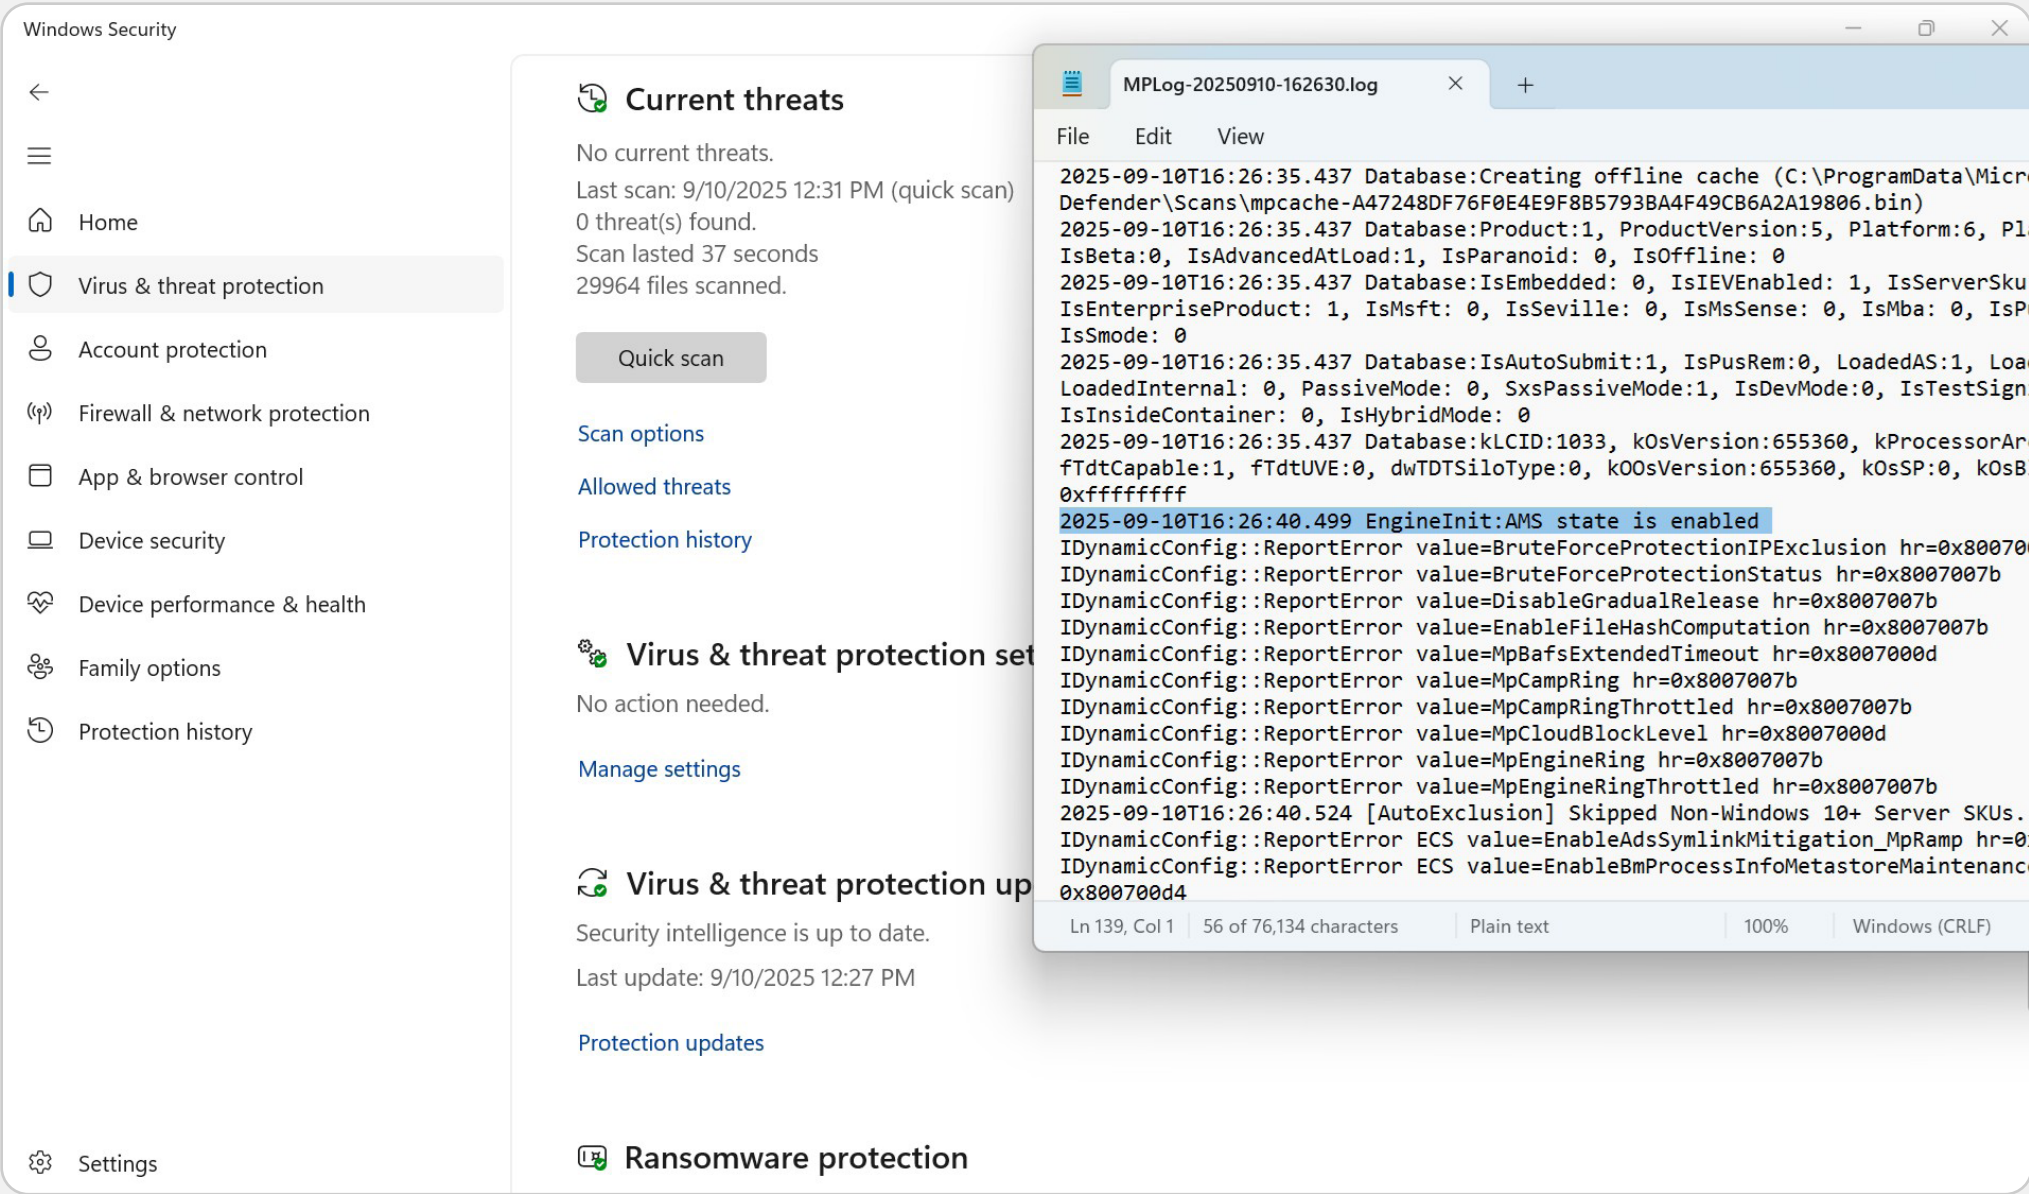 Windows Security
Home
Virus & threat protection
Account protection
Firewall & network protection
App & browser control
Device security
Device performance & health
Family options
Protection history
Settings
Current threats
No current threats.
Last scan: 9/10/2025 12:31 PM (quick scan)
0 threat(s) found.
Scan lasted 37 seconds
29964 files scanned.
Quick scan
Scan options
Allowed threats
Protection history
Virus & threat protection set
No action needed.
Manage settings
Virus & threat protection up
Security intelligence is up to date.
Last update: 9/10/2025 12:27 PM
Protection updates
Ransomware protection
MPLog-20250910-162630.log
File Edit View
2025-09-10T16:26:35.437 Database:Creating offline cache (C:\ProgramData\Micr
Defender\Scans\mpcache-A47248DF76F0E4E9F8B5793BA4F49CB6A2A19806.bin)
2025-09-10T16:26:35.437 Database:Product:1, ProductVersion:5, Platform:6, Pl
IsBeta:0, IsAdvancedAtLoad:1, IsParanoid: 0, IsOffline: 0
2025-09-10T16:26:35.437 Database:IsEmbedded: 0, IsIEVEnabled: 1, IsServerSku
IsEnterpriseProduct: 1, IsMsft: 0, IsSeville: 0, IsMsSense: 0, IsMba: 0, IsP
IsSmode: 0
2025-09-10T16:26:35.437 Database:IsAutoSubmit:1, IsPusRem:0, LoadedAS:1, Loa
LoadedInternal: 0, PassiveMode: 0, SxsPassiveMode:1, IsDevMode:0, IsTestSign
IsInsideContainer: 0, IsHybridMode: 0
2025-09-10T16:26:35.437 Database:kLCID:1033, kOsVersion:655360, kProcessorAr
fTdtCapable:1, fTdtUVE:0, dwTDTSiloType:0, kOOsVersion:655360, kOsSP:0, kOsB
0xffffffff
2025-09-10T16:26:40.499 EngineInit:AMS state is enabled
IDynamicConfig::ReportError value=BruteForceProtectionIPExclusion hr=0x80070
IDynamicConfig::ReportError value=BruteForceProtectionStatus hr=0x8007007b
IDynamicConfig::ReportError value=DisableGradualRelease hr=0x8007007b
IDynamicConfig::ReportError value=EnableFileHashComputation hr=0x8007007b
IDynamicConfig::ReportError value=MpBafsExtendedTimeout hr=0x8007000d
IDynamicConfig::ReportError value=MpCampRing hr=0x8007007b
IDynamicConfig::ReportError value=MpCampRingThrottled hr=0x8007007b
IDynamicConfig::ReportError value=MpCloudBlockLevel hr=0x8007000d
IDynamicConfig::ReportError value=MpEngineRing hr=0x8007007b
IDynamicConfig::ReportError value=MpEngineRingThrottled hr=0x8007007b
2025-09-10T16:26:40.524 [AutoExclusion] Skipped Non-Windows 10+ Server SKUs.
IDynamicConfig::ReportError ECS value=EnableAdsSymlinkMitigation_MpRamp hr=0
IDynamicConfig::ReportError ECS value=EnableBmProcessInfoMetastoreMaintenanc
0x800700d4
Ln 139, Col 1 56 of 76,134 characters Plain text 100% Windows (CRLF)